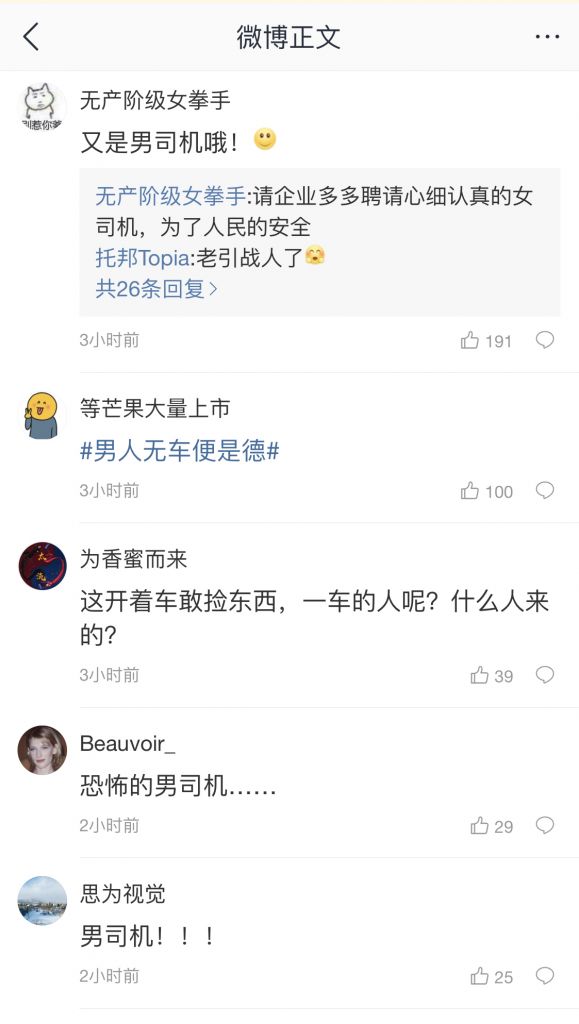 微博正文
无产阶级女拳手
又是男司机哦！
无产阶级女拳手:请企业多多聘请心细认真的女
司机，为了人民的安全
托邦Topia:老引战人了
共26条回复
3小时前 191
等芒果大量上市
#男人无车便是德#
3小时前 100
为香蜜而来
这开着车敢捡东西，一车的人呢？什么人来
的？
3小时前 39
Beauvoir_
恐怖的男司机……
2小时前 29
思为视觉
男司机！！！
2小时前 25